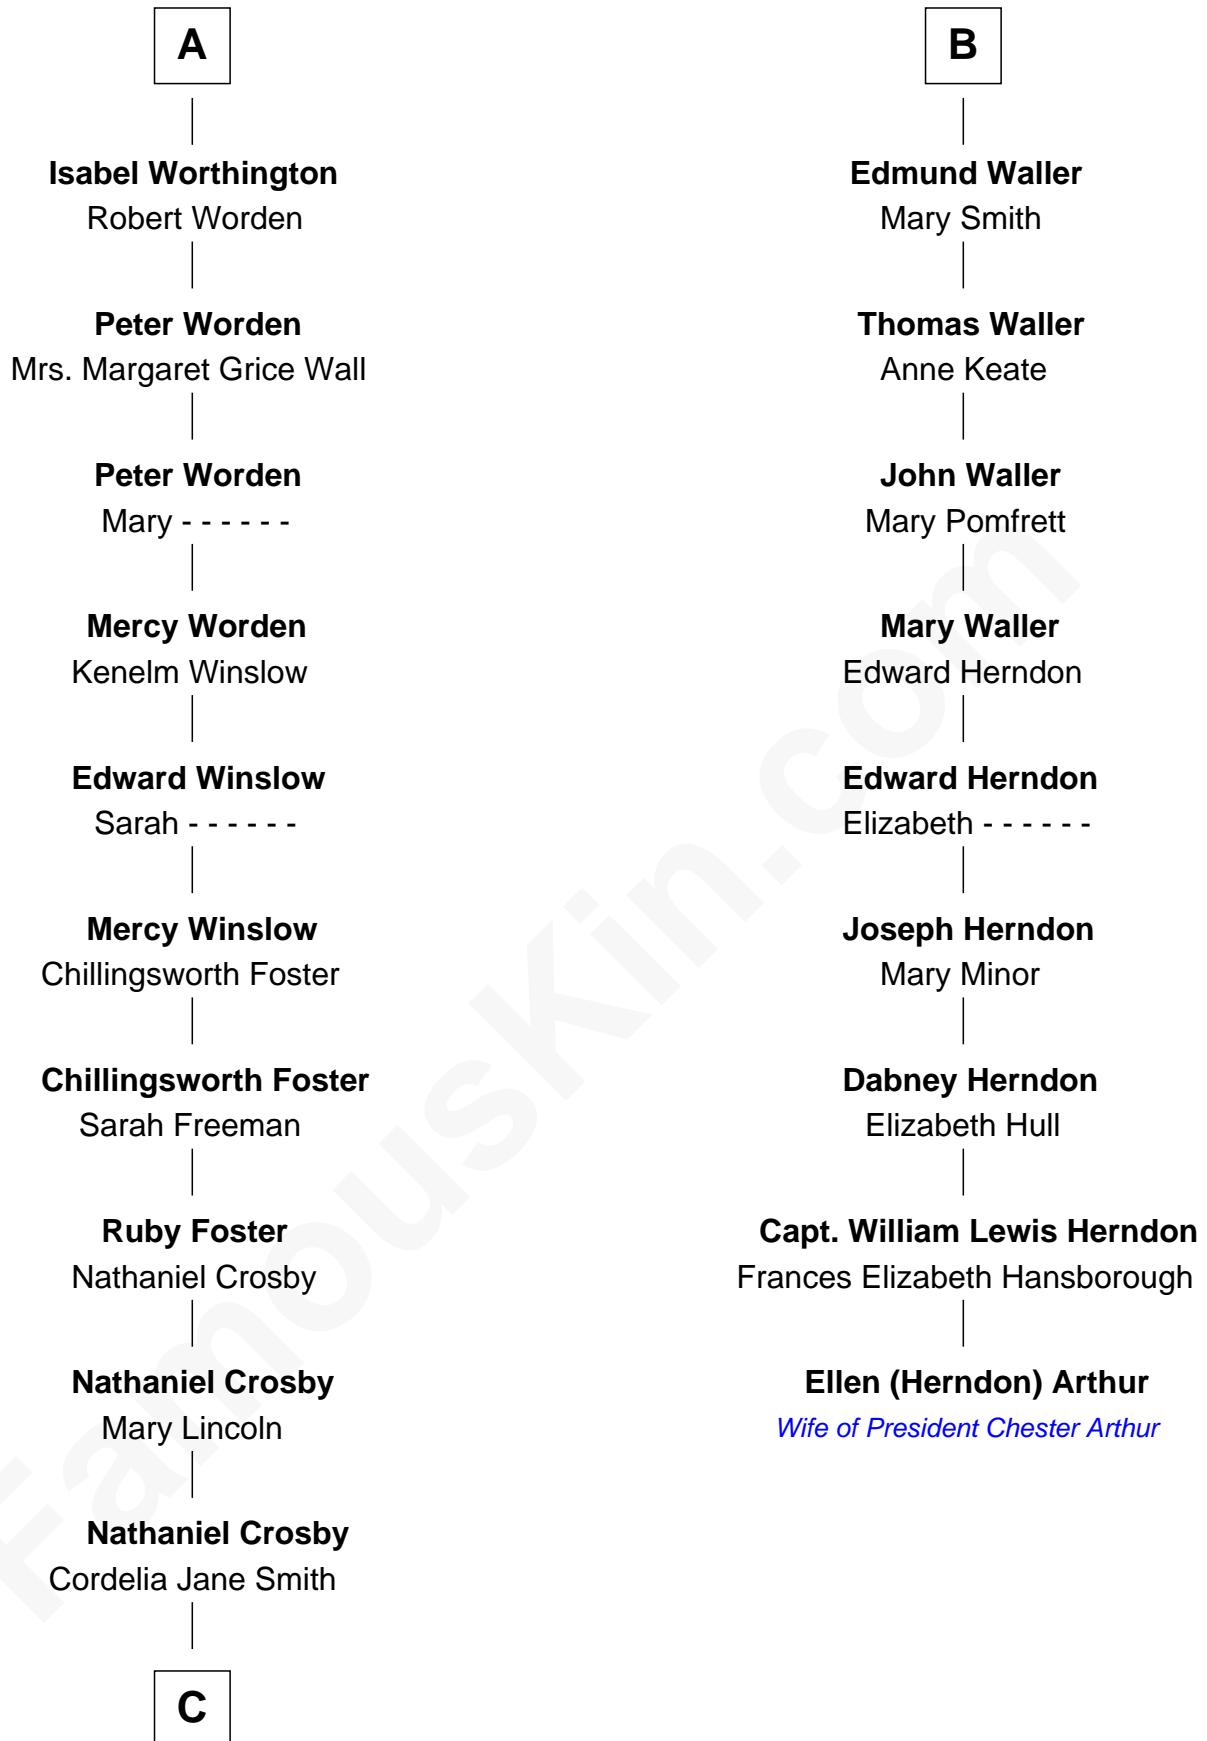 A
Isabel Worthington
Robert Worden
Peter Worden
Mrs. Margaret Grice Wall
Peter Worden
Mary - - - - - -
Mercy Worden
Kenelm Winslow
Edward Winslow
Sarah - - - - - -
Mercy Winslow
Chillingsworth Foster
Chillingsworth Foster
Sarah Freeman
Ruby Foster
Nathaniel Crosby
Nathaniel Crosby
Mary Lincoln
Nathaniel Crosby
Cordelia Jane Smith
C
B
Edmund Waller
Mary Smith
Thomas Waller
Anne Keate
John Waller
Mary Pomfrett
Mary Waller
Edward Herndon
Edward Herndon
Elizabeth - - - - - -
Joseph Herndon
Mary Minor
Dabney Herndon
Elizabeth Hull
Capt. William Lewis Herndon
Frances Elizabeth Hansborough
Ellen (Herndon) Arthur
Wife of President Chester Arthur
FamousKin.com